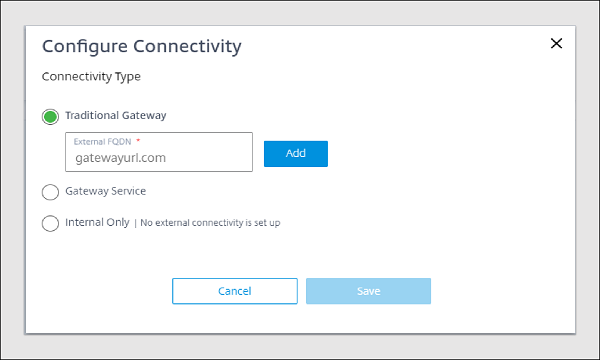 Configure Connectivity
Connectivity Type
Traditional Gateway
External FQDN *
gatewayurl.com
Add
Gateway Service
Internal Only | No external connectivity is set up
Cancel
Save